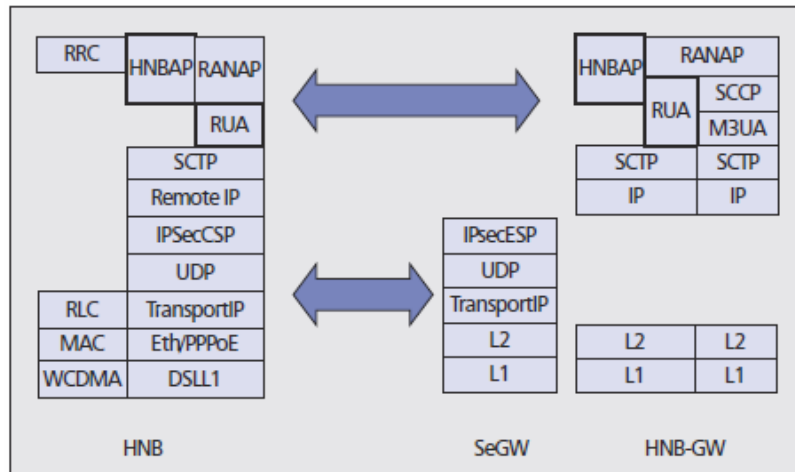 RRC
HNBAP
RANAP
RUA
SCTP
Remote IP
IPSecCSP
UDP
RLC
TransportIP
MAC
Eth/PPPoE
WCDMA
DSLL1
HNB
IPsecESP
UDP
TransportIP
L2
L1
SeGW
HNBAP
RANAP
RUA
SCCP
M3UA
SCTP
SCTP
IP
IP
L2
L2
L1
L1
HNB-GW